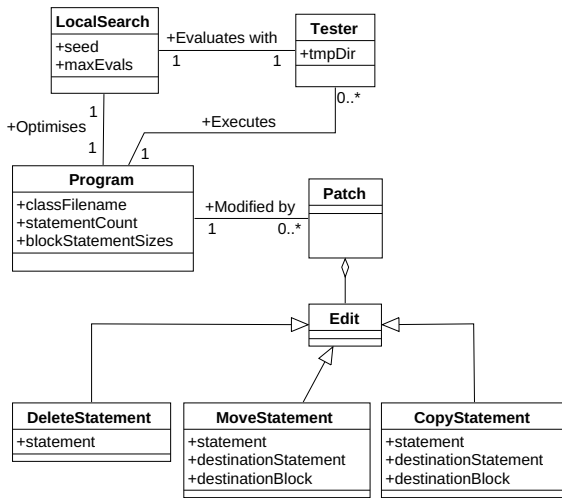 LocalSearch
+seed
+maxEvals
+Evaluates with
1
1
Tester
+tmpDir
1
+Optimises
1
0..*
+Executes
1
Program
+classFilename
+statementCount
+blockStatementSizes
+Modified by
1
0..*
Patch
Edit
DeleteStatement
+statement
MoveStatement
+statement
+destinationStatement
+destinationBlock
CopyStatement
+statement
+destinationStatement
+destinationBlock